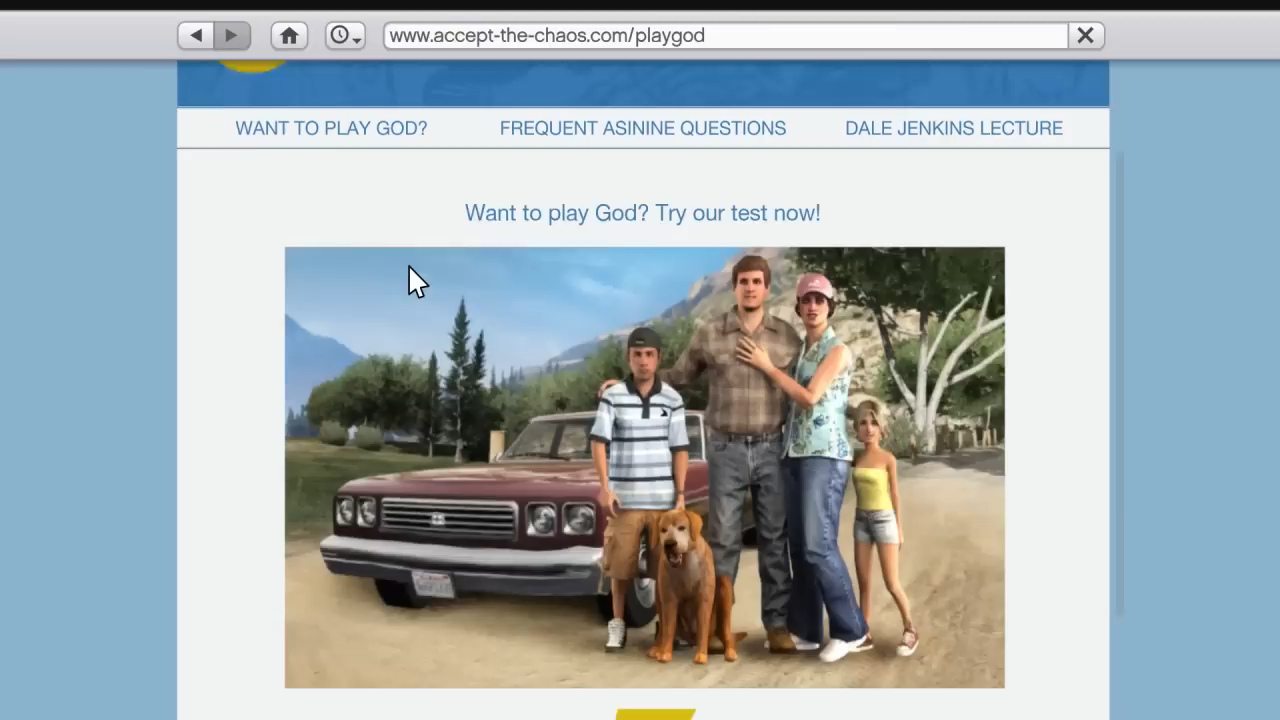 www.accept-the-chaos.com/playgod
WANT TO PLAY GOD? FREQUENT ASININE QUESTIONS DALE JENKINS LECTURE
Want to play God? Try our test now!